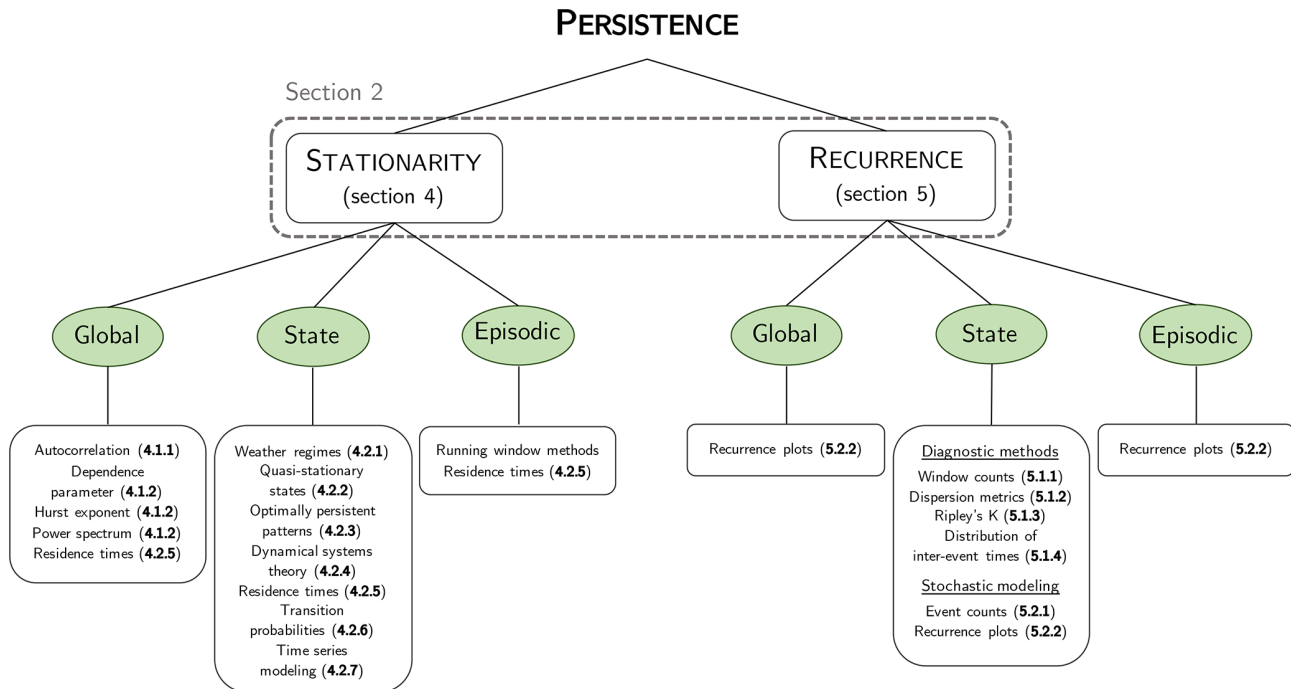 PERSISTENCE
Section 2
STATIONARITY
(section 4)
RECURRENCE
(section 5)
Global
State
Episodic
Global
State
Episodic
Autocorrelation (4.1.1)
Dependence
parameter (4.1.2)
Hurst exponent (4.1.2)
Power spectrum (4.1.2)
Residence times (4.2.5)
Weather regimes (4.2.1)
Quasi-stationary
states (4.2.2)
Optimally persistent
patterns (4.2.3)
Dynamical systems
theory (4.2.4)
Residence times (4.2.5)
Transition
probabilities (4.2.6)
Time series
modeling (4.2.7)
Running window methods
Residence times (4.2.5)
Recurrence plots (5.2.2)
Diagnostic methods
Window counts (5.1.1)
Dispersion metrics (5.1.2)
Ripley's K (5.1.3)
Distribution of
inter-event times (5.1.4)
Stochastic modeling
Event counts (5.2.1)
Recurrence plots (5.2.2)
Recurrence plots (5.2.2)